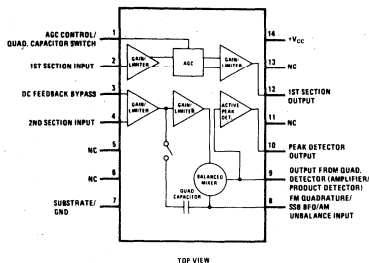 AGC CONTROL/
QUAD. CAPACITOR SWITCH
1
1ST SECTION INPUT
2
DC FEEDBACK BYPASS
3
2ND SECTION INPUT
4
NC
5
NC
6
SUBSTRATE/
GND
7
GAIN/
LIMITER
AGC
GAIN/LIMITER
GAIN/
LIMITER
GAIN/LIMITER
ACTIVE
PEAK
DET.
BALANCED
MIXER
QUAD
CAPACITOR
14
+VCC
13
NC
12
1ST SECTION
OUTPUT
11
NC
10
PEAK DETECTOR
OUTPUT
9
OUTPUT FROM QUAD.
DETECTOR (AMPLIFIER/
PRODUCT DETECTOR)
8
FM QUADRATURE/
SSB BFO/AM
UNBALANCE INPUT
TOP VIEW